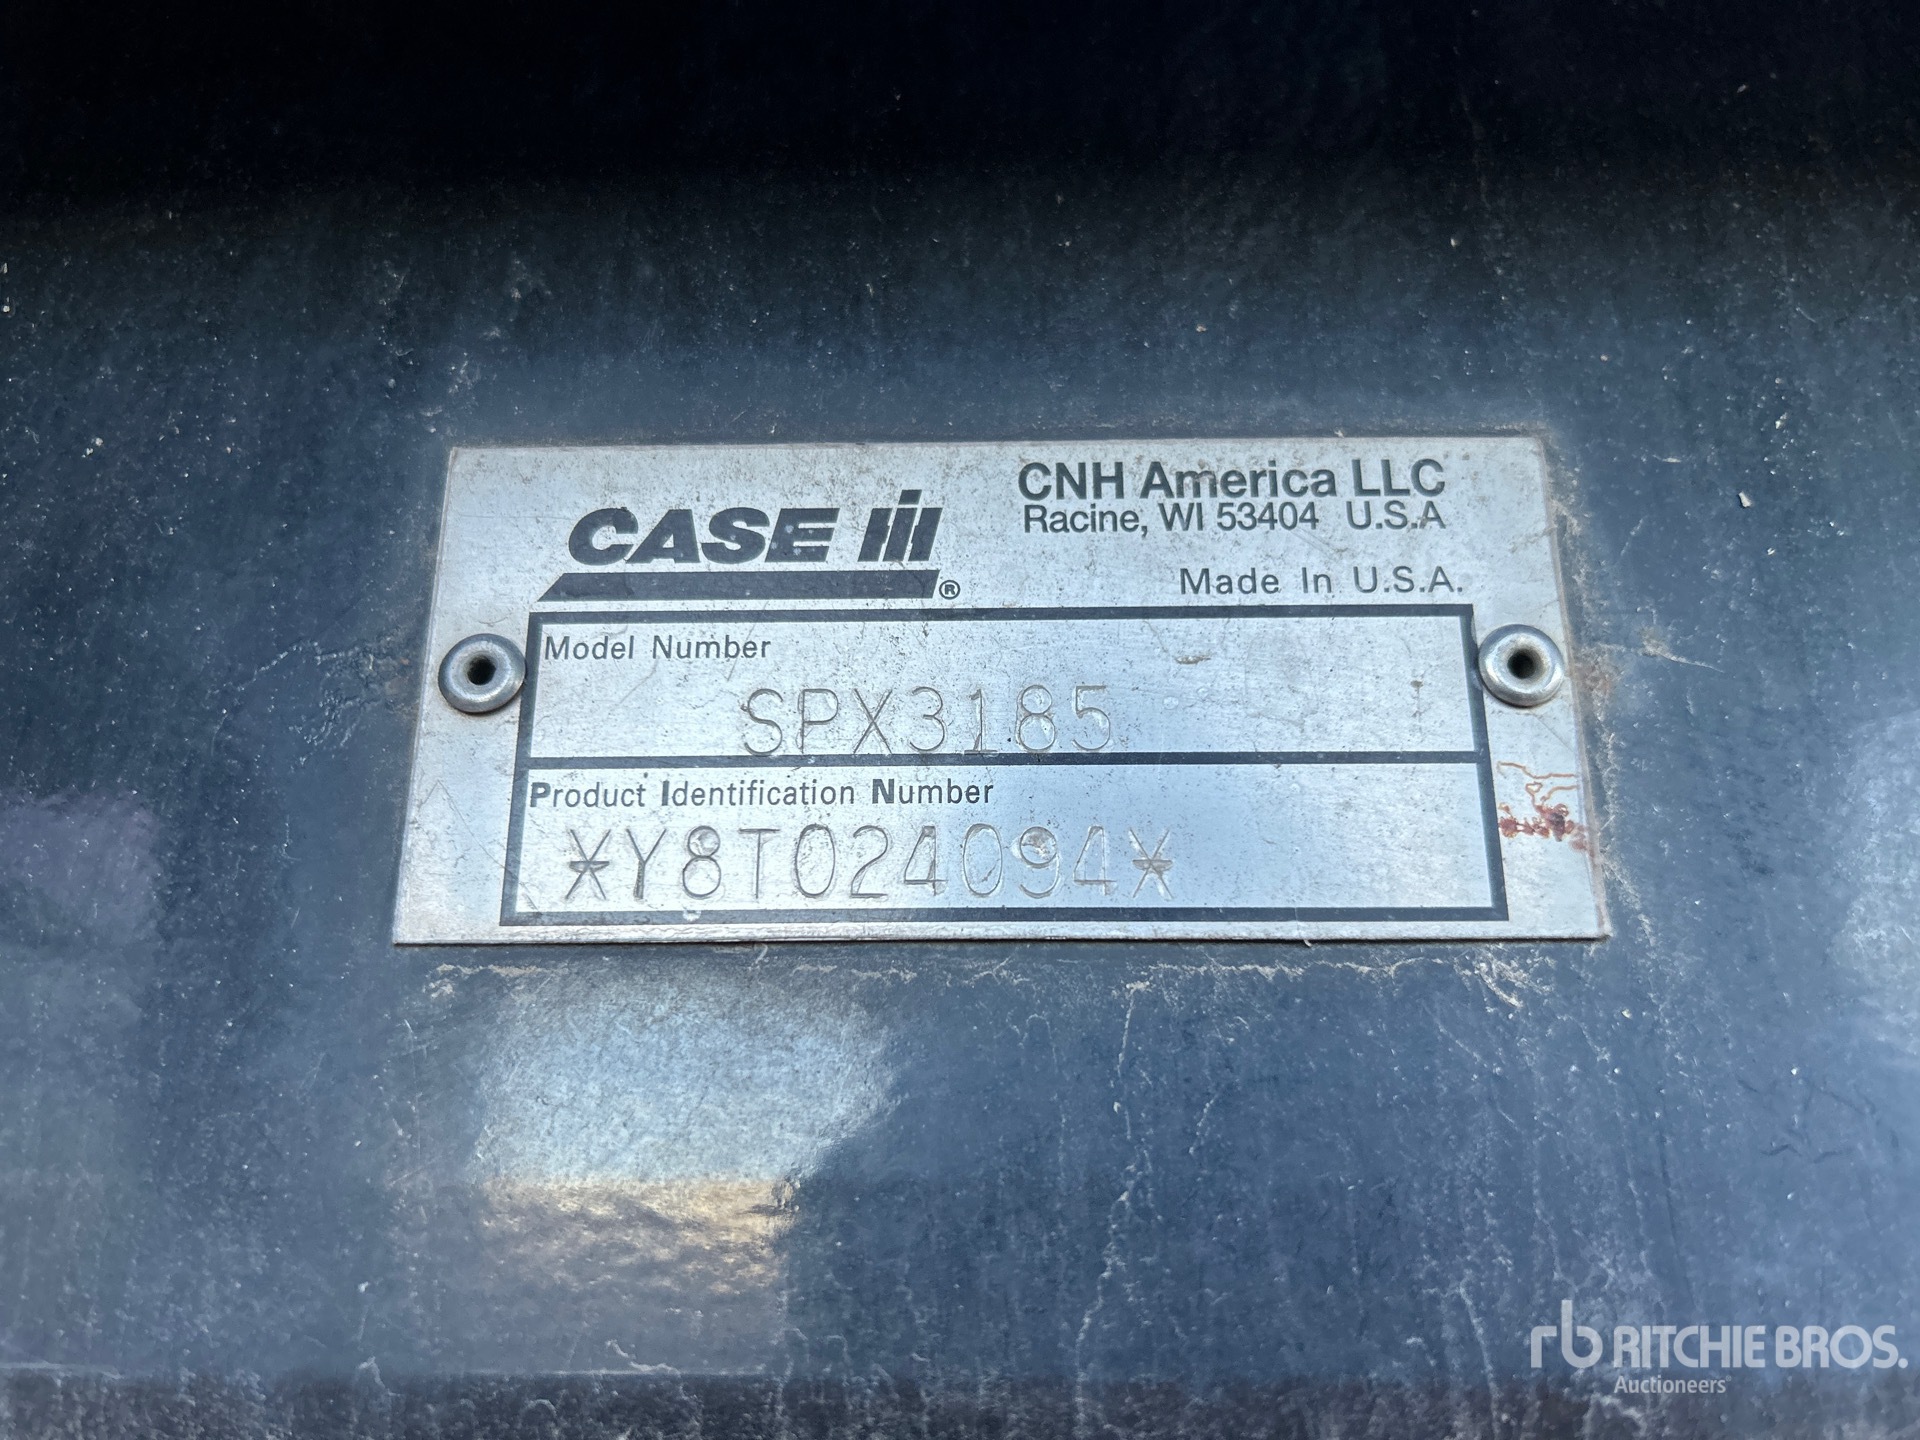 CASE IH®
CNH America LLC
Racine, WI 53404 U.S.A
Made In U.S.A.
Model Number
SPX3185
Product Identification Number
*Y8T024094*
rb RITCHIE BROS.
Auctioneers